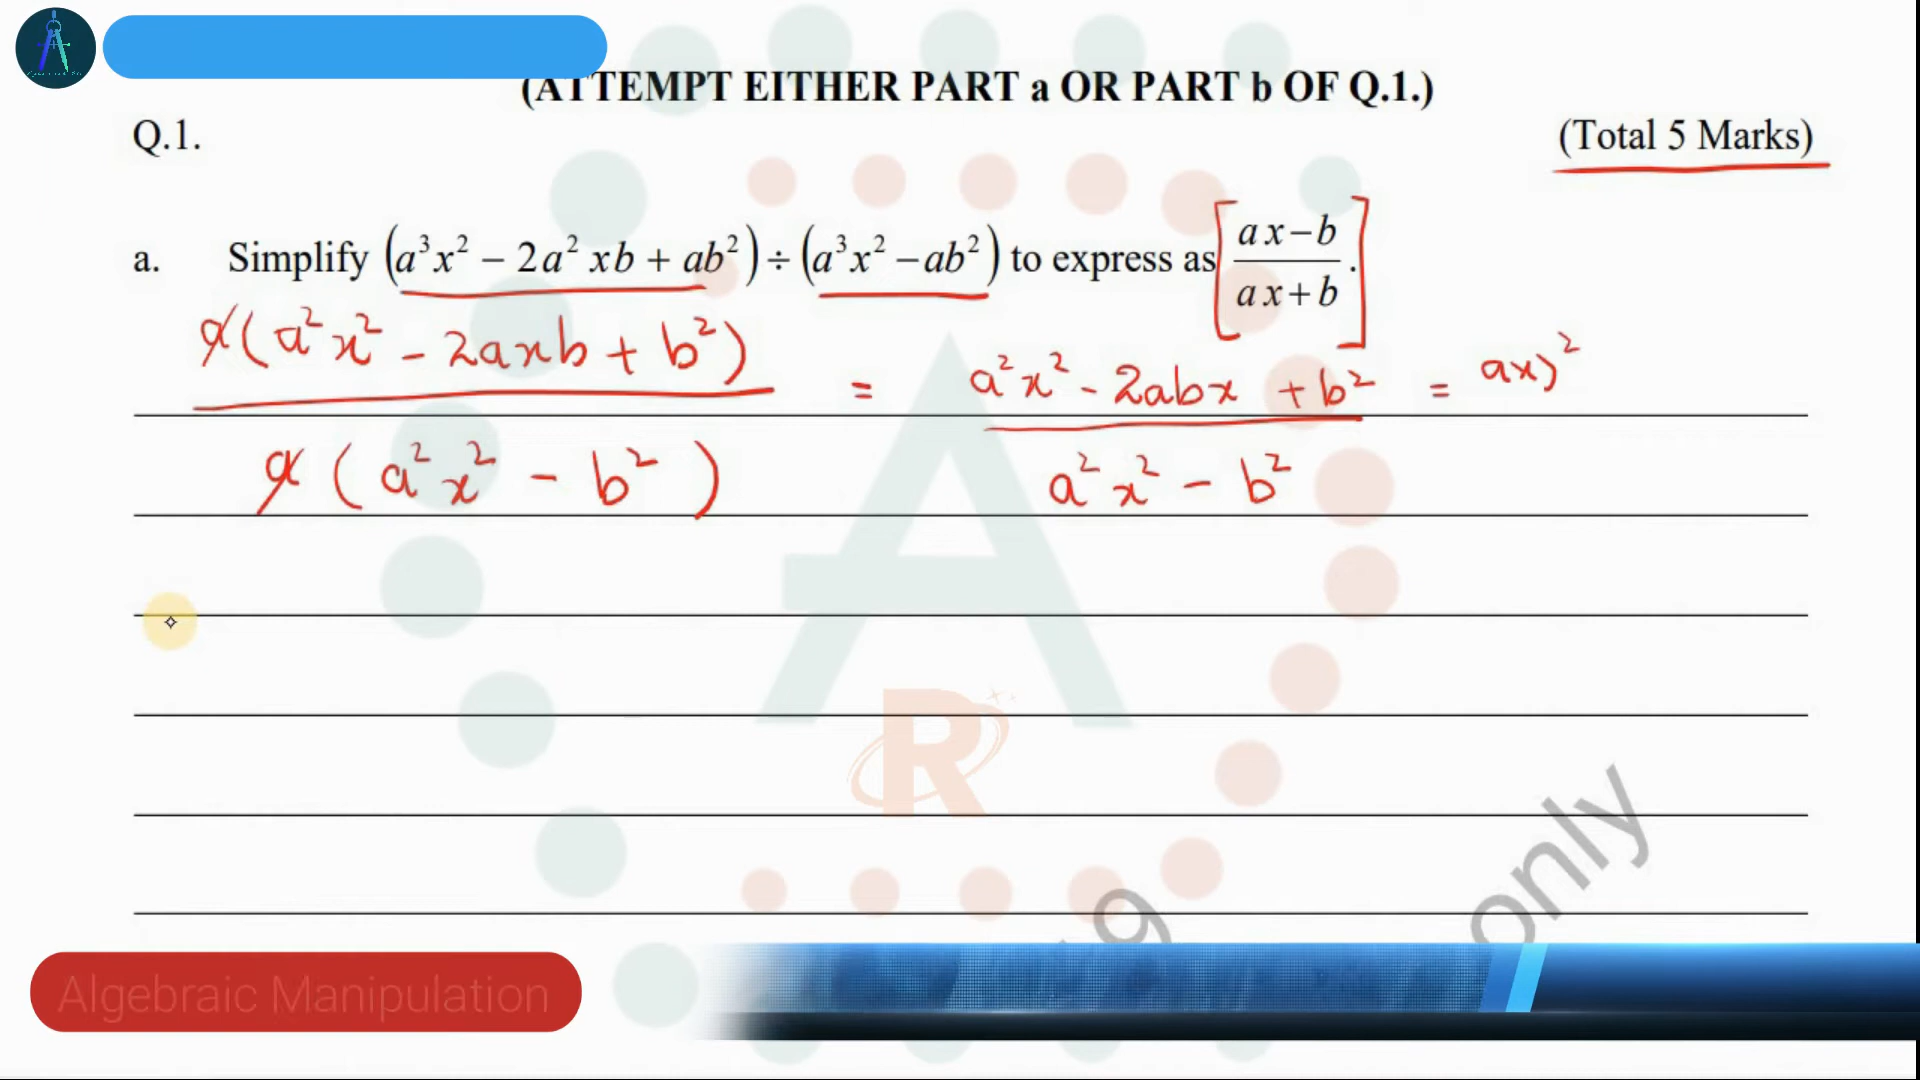 (ATTEMPT EITHER PART a OR PART b OF Q.1.)
Q.1. (Total 5 Marks)
a. Simplify (a³x² − 2a²xb + ab²) ÷ (a³x² − ab²) to express as [(ax−b)/(ax+b).]
a(a²x² - 2axb + b²) / a(a²x² - b²) = (a²x² - 2abx + b²) / (a²x² - b²) = ax)²
only
9
R
Algebraic Manipulation